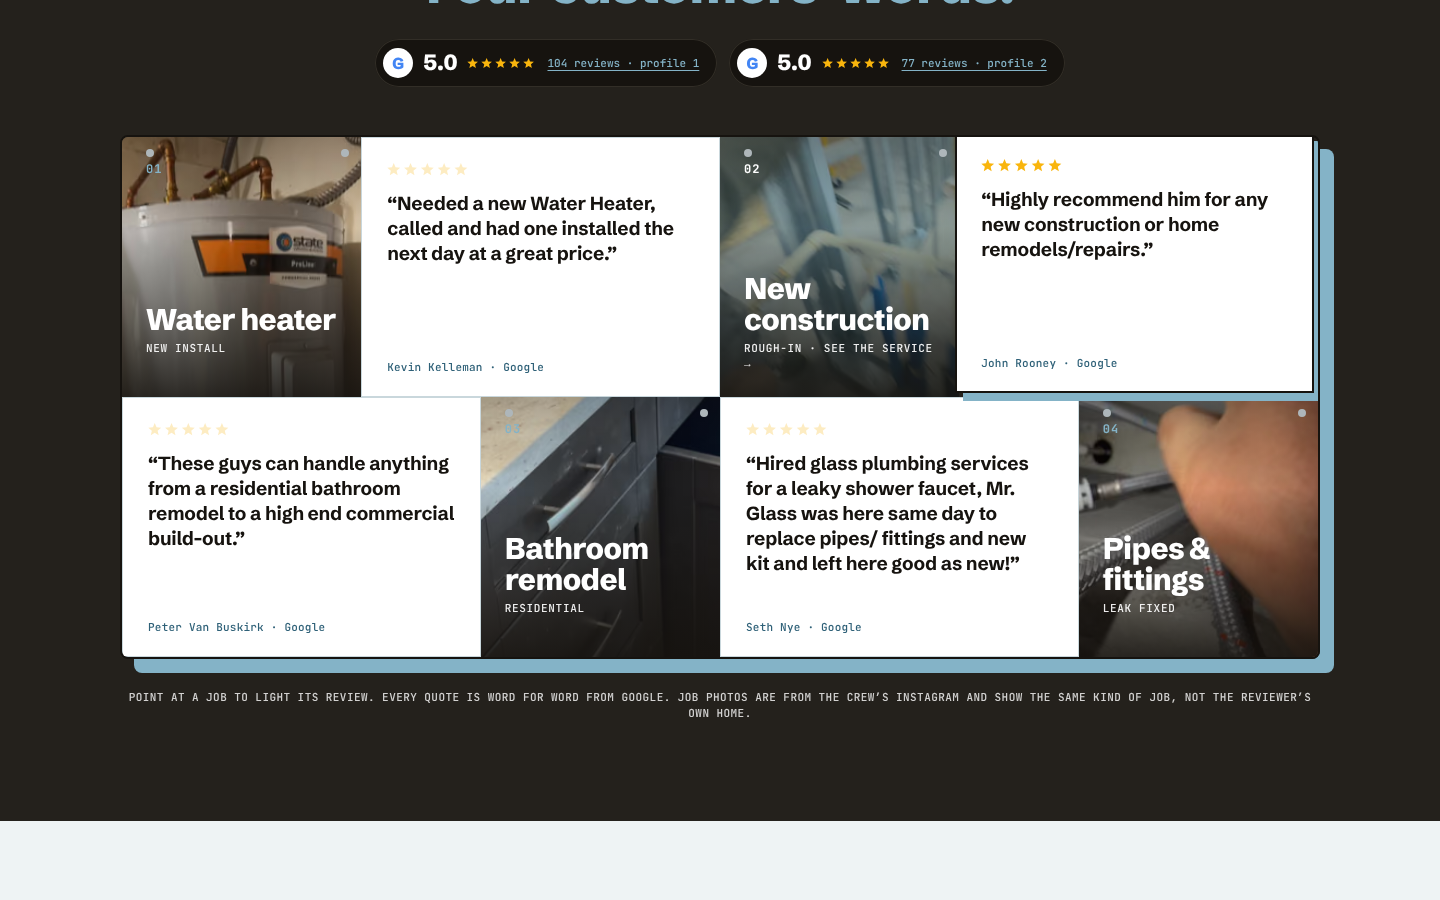 Your customers' words.
G 5.0 ★★★★★ 104 reviews · profile 1
G 5.0 ★★★★★ 77 reviews · profile 2
01
state
ProLine
Water heater
NEW INSTALL
★★★★★
“Needed a new Water Heater,
called and had one installed the
next day at a great price.”
Kevin Kelleman · Google
02
New
construction
ROUGH-IN · SEE THE SERVICE
→
★★★★★
“Highly recommend him for any
new construction or home
remodels/repairs.”
John Rooney · Google
★★★★★
“These guys can handle anything
from a residential bathroom
remodel to a high end commercial
build-out.”
Peter Van Buskirk · Google
03
Bathroom
remodel
RESIDENTIAL
★★★★★
“Hired glass plumbing services
for a leaky shower faucet, Mr.
Glass was here same day to
replace pipes/ fittings and new
kit and left here good as new!”
Seth Nye · Google
04
Pipes &
fittings
LEAK FIXED
POINT AT A JOB TO LIGHT ITS REVIEW. EVERY QUOTE IS WORD FOR WORD FROM GOOGLE. JOB PHOTOS ARE FROM THE CREW’S INSTAGRAM AND SHOW THE SAME KIND OF JOB, NOT THE REVIEWER’S
OWN HOME.